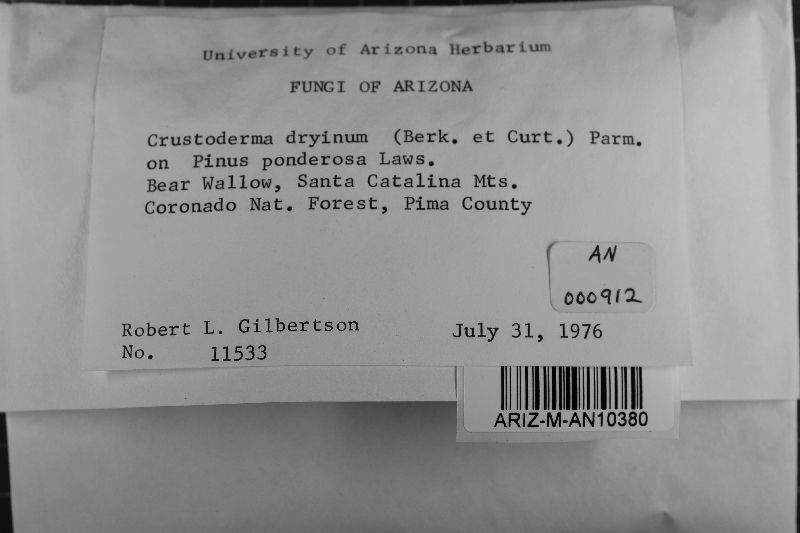 University of Arizona Herbarium
FUNGI OF ARIZONA
Crustoderma dryinum (Berk. et Curt.) Parm.
on Pinus ponderosa Laws.
Bear Wallow, Santa Catalina Mts.
Coronado Nat. Forest, Pima County
AN
000912
Robert L. Gilbertson
July 31, 1976
No. 11533
ARIZ-M-AN10380